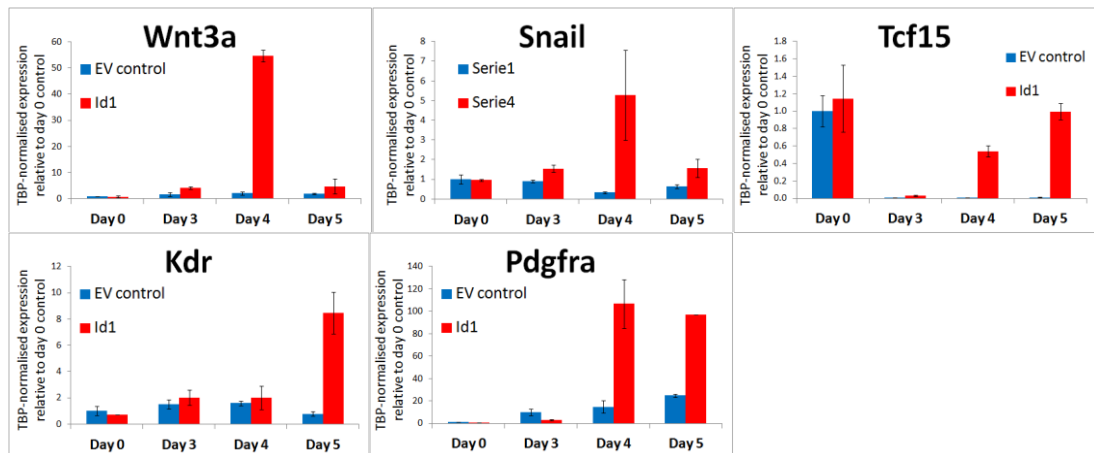 Wnt3a
TBP-normalised expression
relative to day 0 control
60
50
40
30
20
10
0
EV control
Id1
Day 0 Day 3 Day 4 Day 5
Snail
TBP-normalised expression
relative to day 0 control
8
7
6
5
4
3
2
1
0
Serie1
Serie4
Day 0 Day 3 Day 4 Day 5
Tcf15
TBP-normalised expression
relative to day 0 control
1.8
1.6
1.4
1.2
1.0
0.8
0.6
0.4
0.2
0.0
EV control
Id1
Day 0 Day 3 Day 4 Day 5
Kdr
TBP-normalised expression
relative to day 0 control
12
10
8
6
4
2
0
EV control
Id1
Day 0 Day 3 Day 4 Day 5
Pdgfra
TBP-normalised expression
relative to day 0 control
140
120
100
80
60
40
20
0
EV control
Id1
Day 0 Day 3 Day 4 Day 5